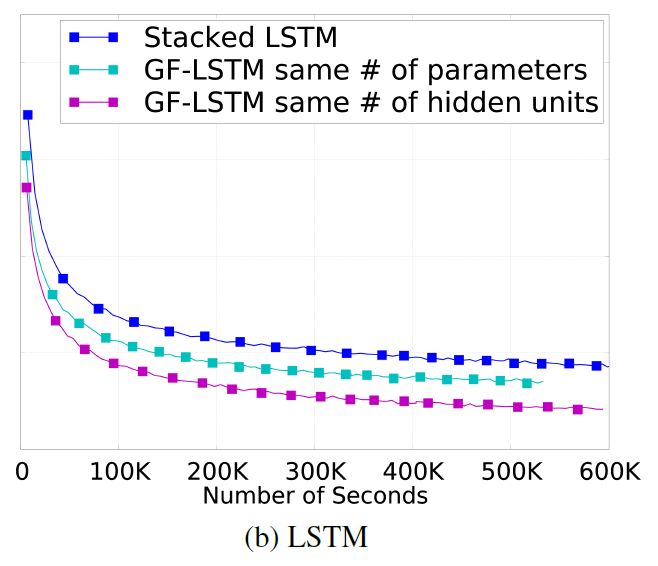 Stacked LSTM
GF-LSTM same # of parameters
GF-LSTM same # of hidden units
0 100K 200K 300K 400K 500K 600K
Number of Seconds
(b) LSTM